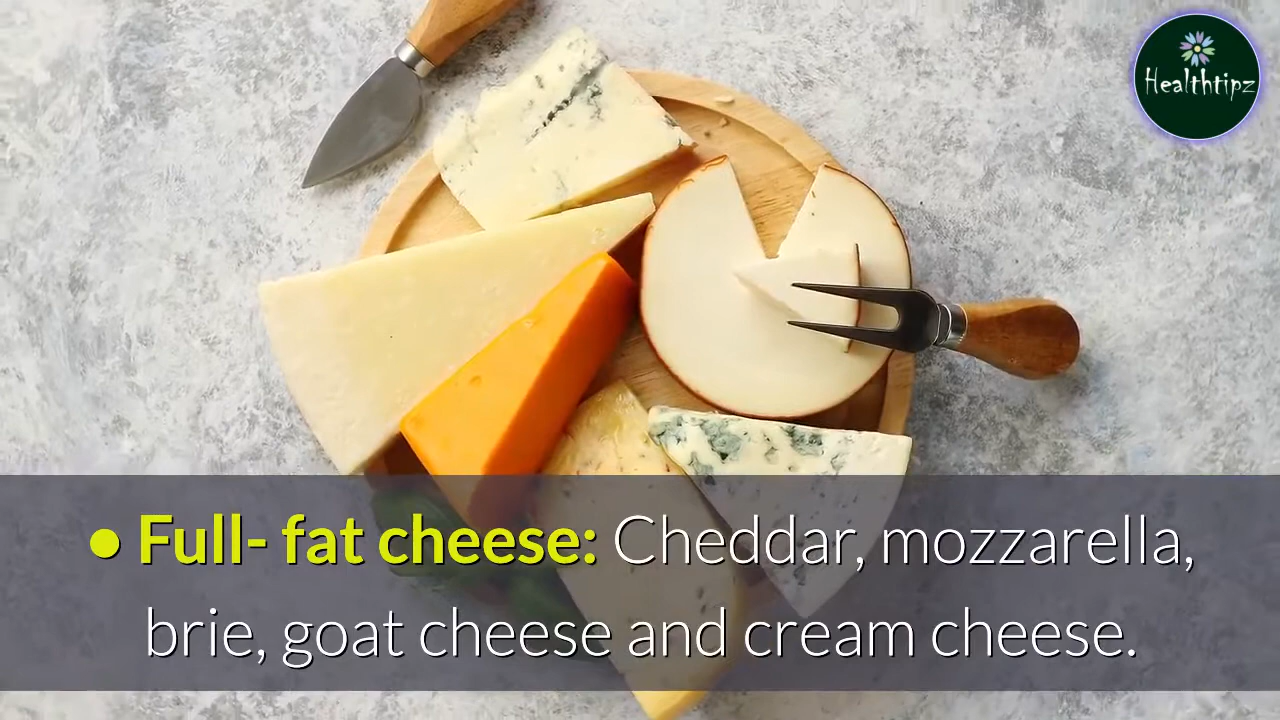 Healthtipz
● Full- fat cheese: Cheddar, mozzarella,
brie, goat cheese and cream cheese.